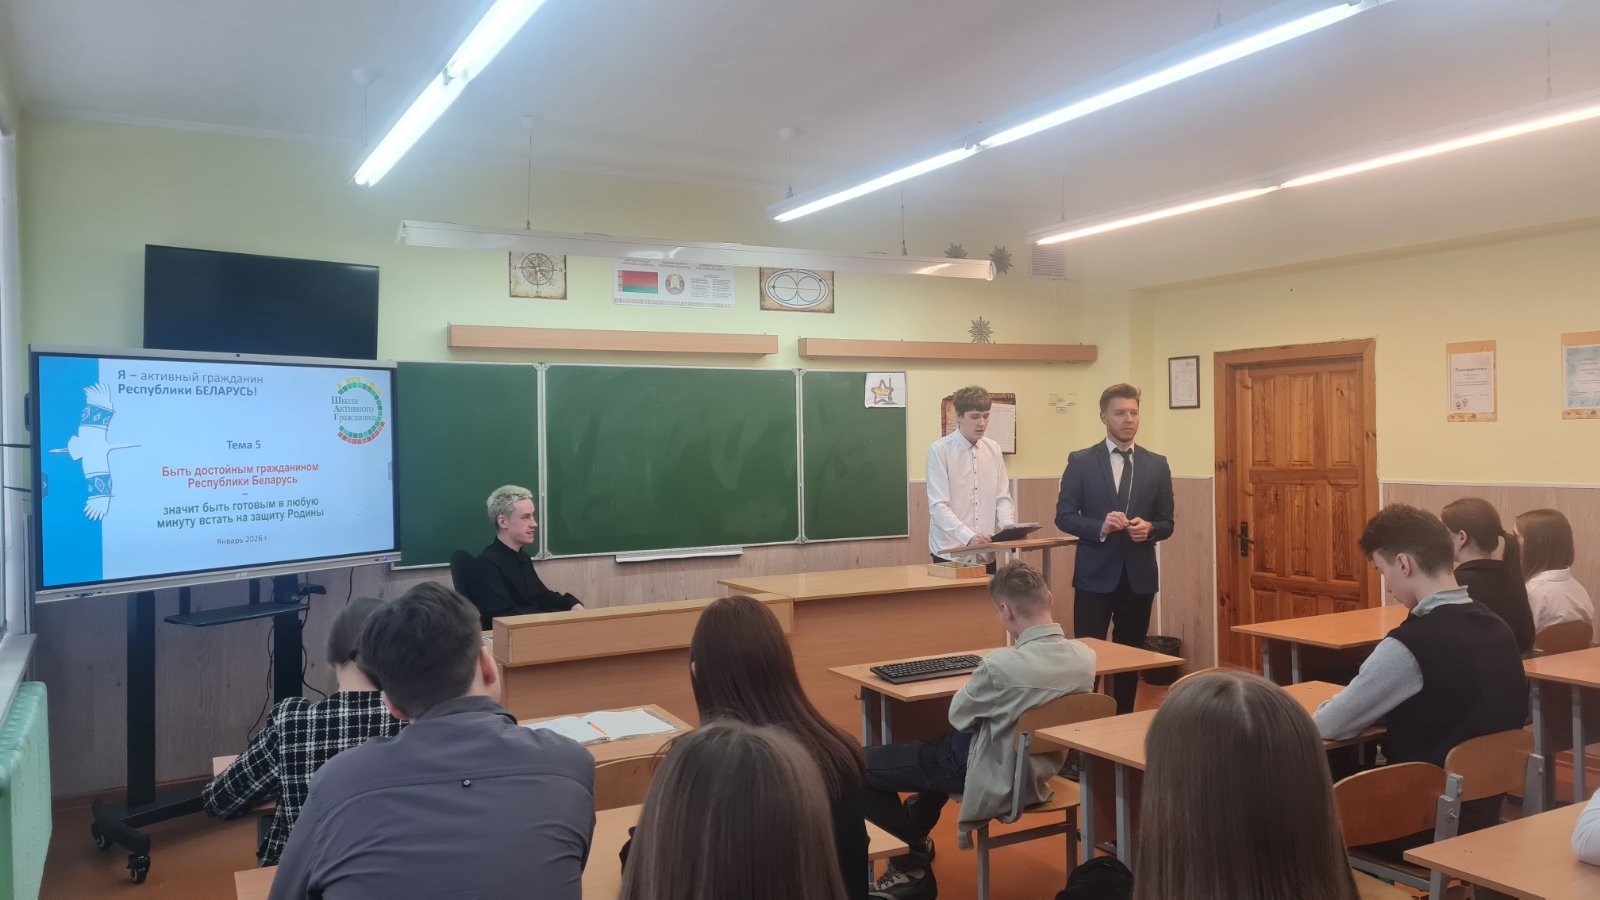 Я – активный гражданин
Республики БЕЛАРУСЬ!
Школа
Активного
Гражданина
Тема 5
Быть достойным гражданином
Республики Беларусь
–
значит быть готовым в любую
минуту встать на защиту Родины
Январь 2026 г.